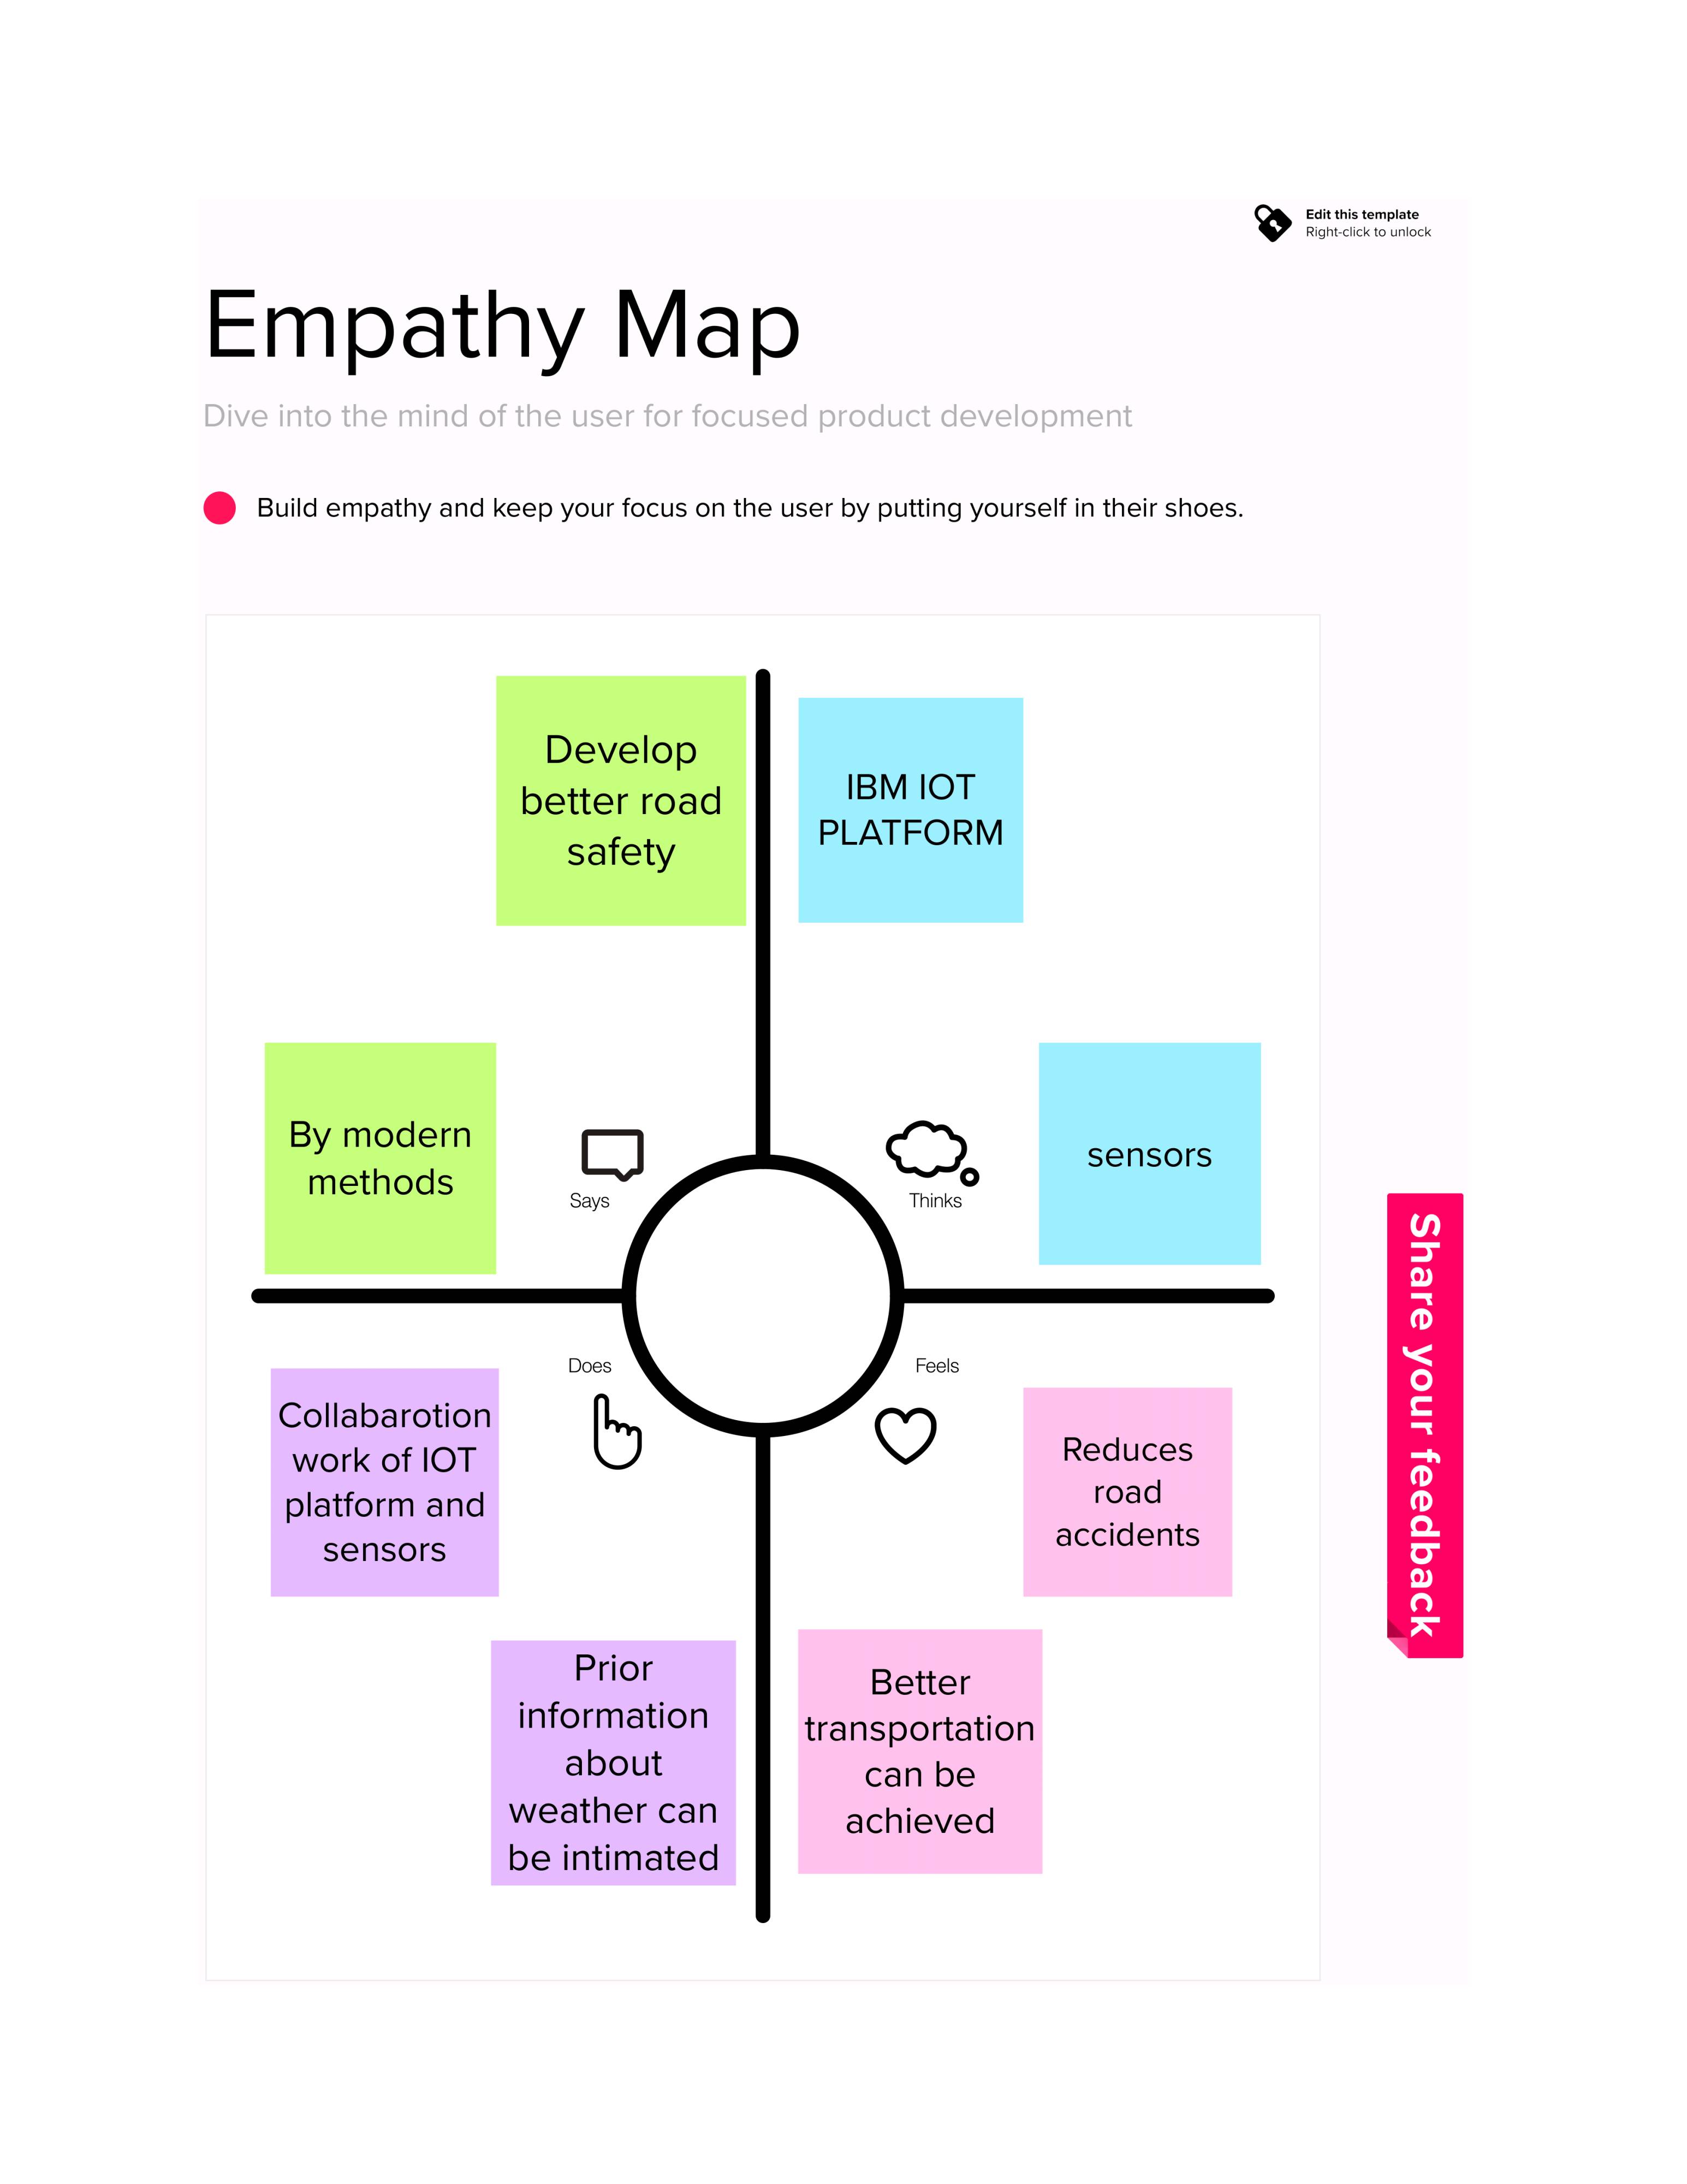 Edit this template
Right-click to unlock
Empathy Map
Dive into the mind of the user for focused product development
Build empathy and keep your focus on the user by putting yourself in their shoes.
Develop
better road
safety
IBM IOT
PLATFORM
By modern
methods
Says
Thinks
sensors
Share your feedback
Does
Feels
Collabarotion
work of IOT
platform and
sensors
Reduces
road
accidents
Prior
information
about
weather can
be intimated
Better
transportation
can be
achieved